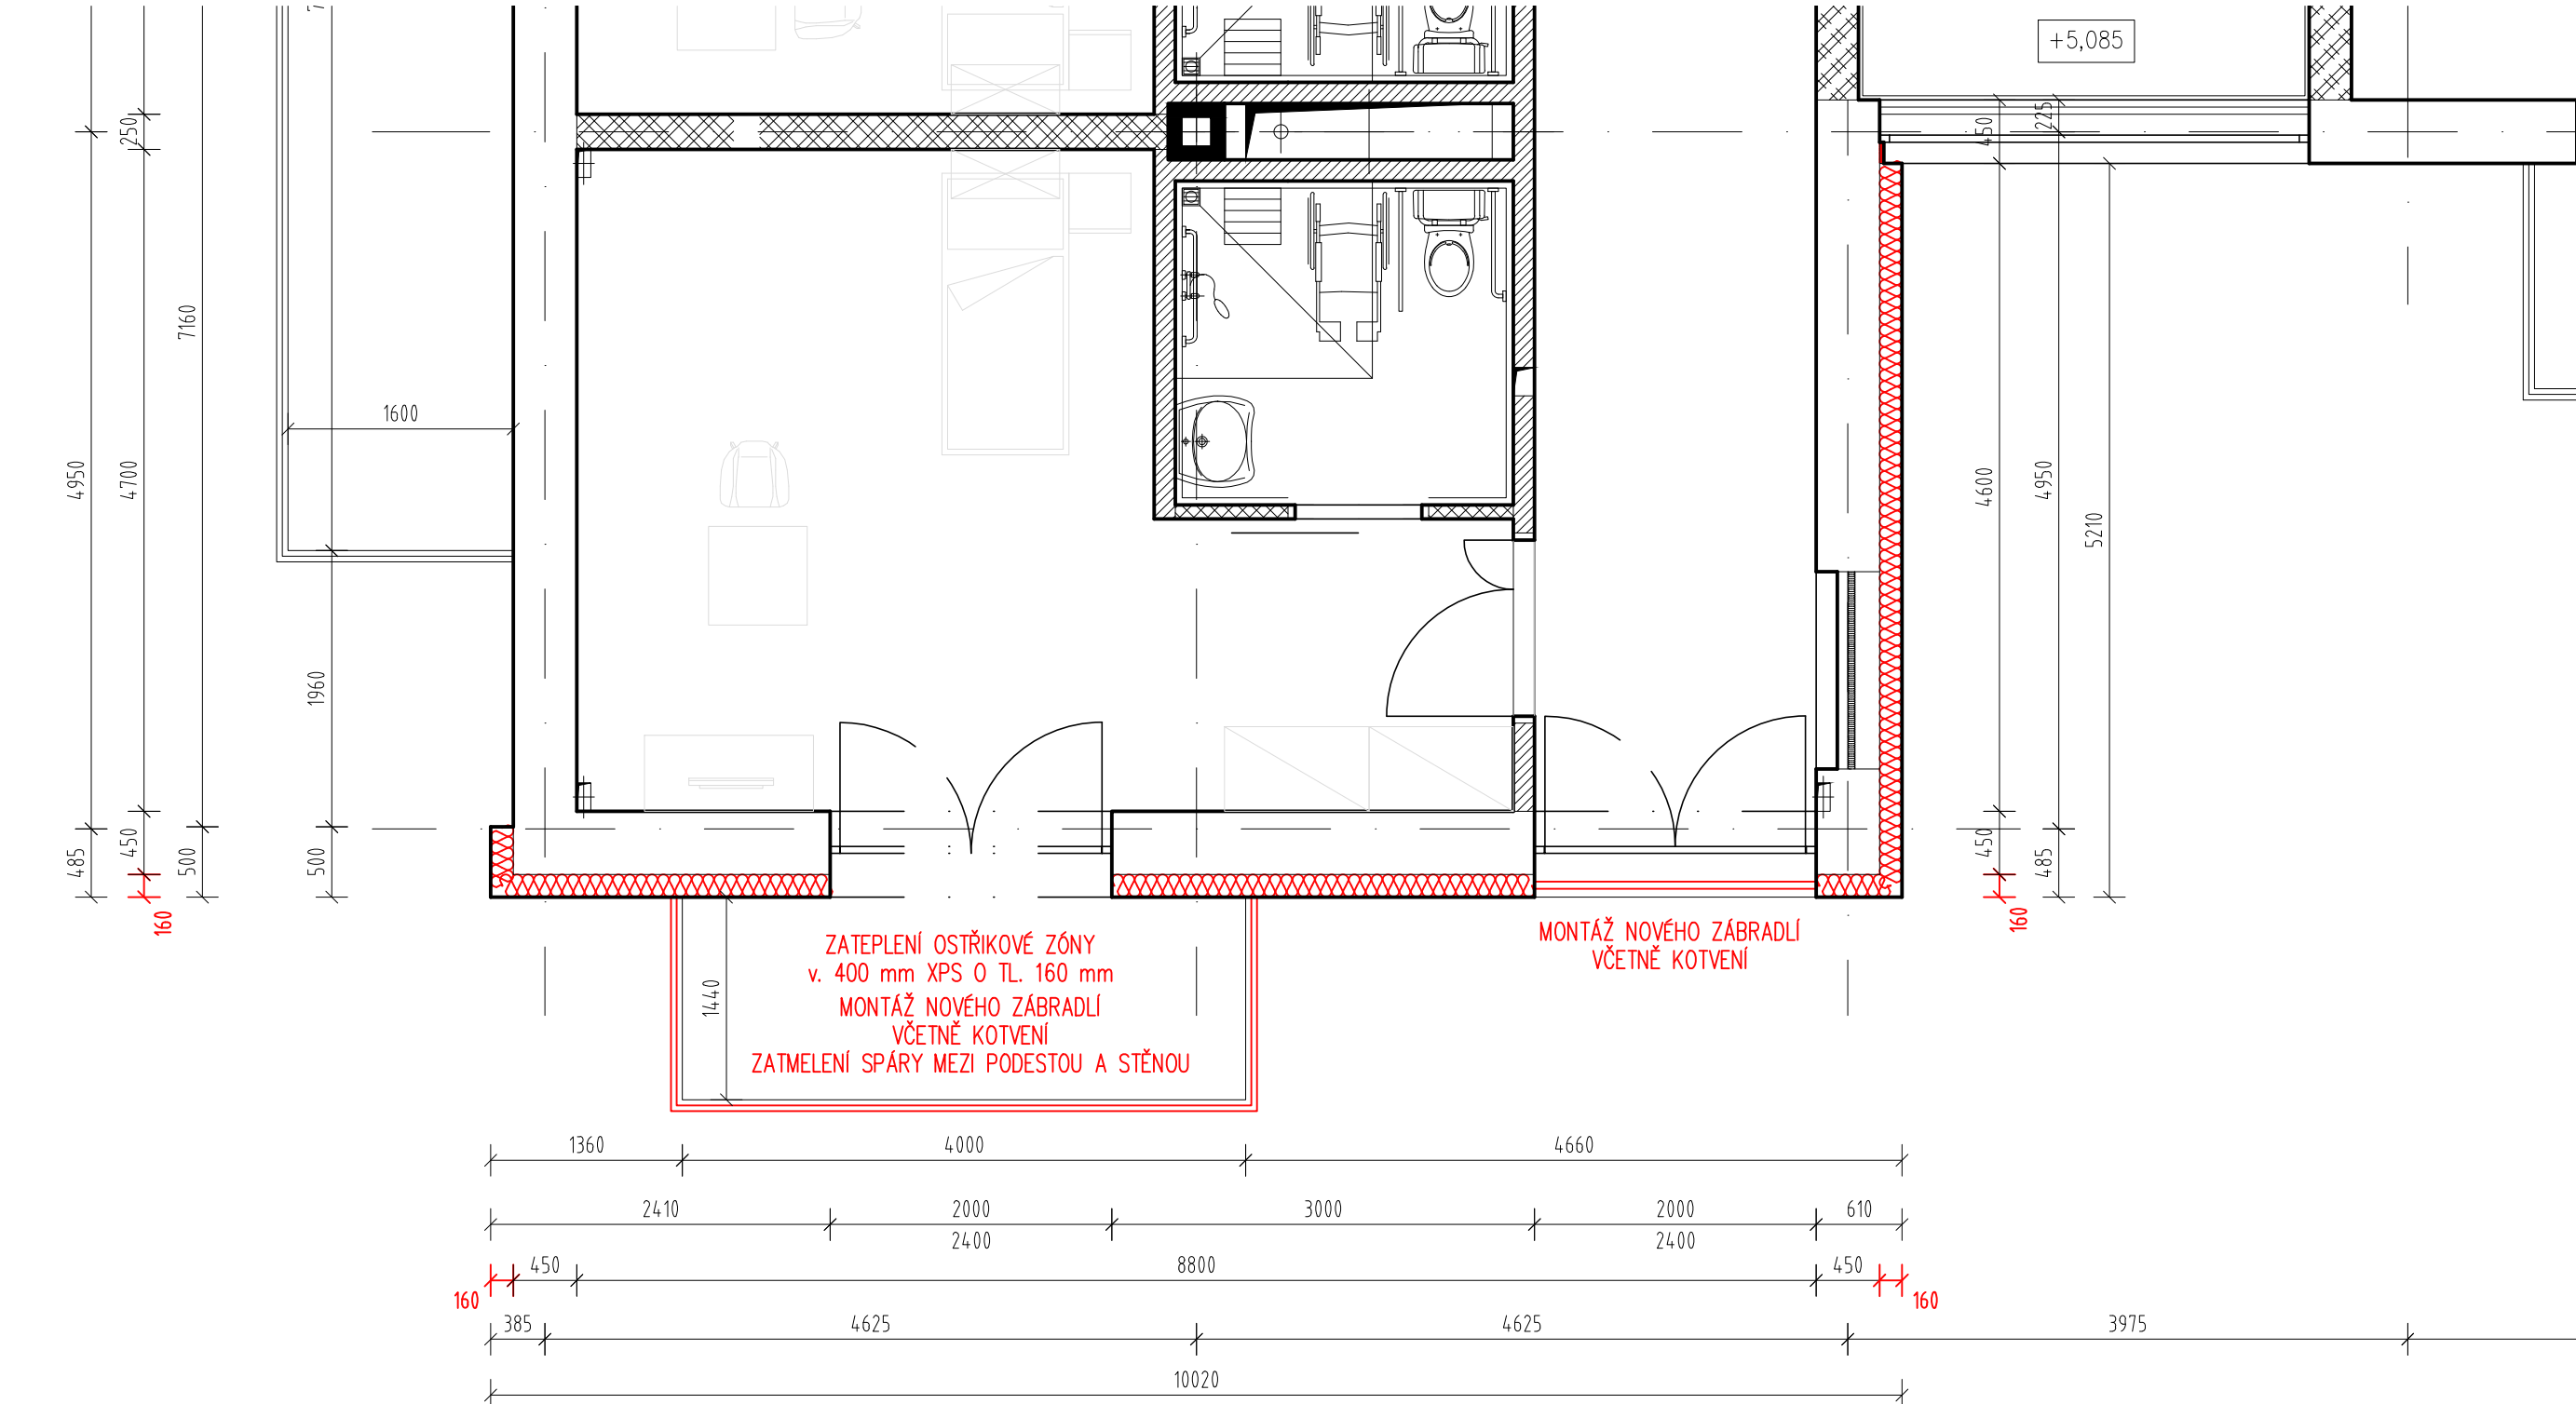 +5,085
250
450
225
7160
1600
4950
4700
4600
4950
5210
1960
485
450
500
500
450
485
160
160
ZATEPLENÍ OSTŘIKOVÉ ZÓNY
v. 400 mm XPS O TL. 160 mm
MONTÁŽ NOVÉHO ZÁBRADLÍ
VČETNĚ KOTVENÍ
ZATMELENÍ SPÁRY MEZI PODESTOU A STĚNOU
MONTÁŽ NOVÉHO ZÁBRADLÍ
VČETNĚ KOTVENÍ
1440
1360 4000 4660
2410 2000 3000 2000 610
2400 2400
450 8800 450
160 160
385 4625 4625 3975
10020